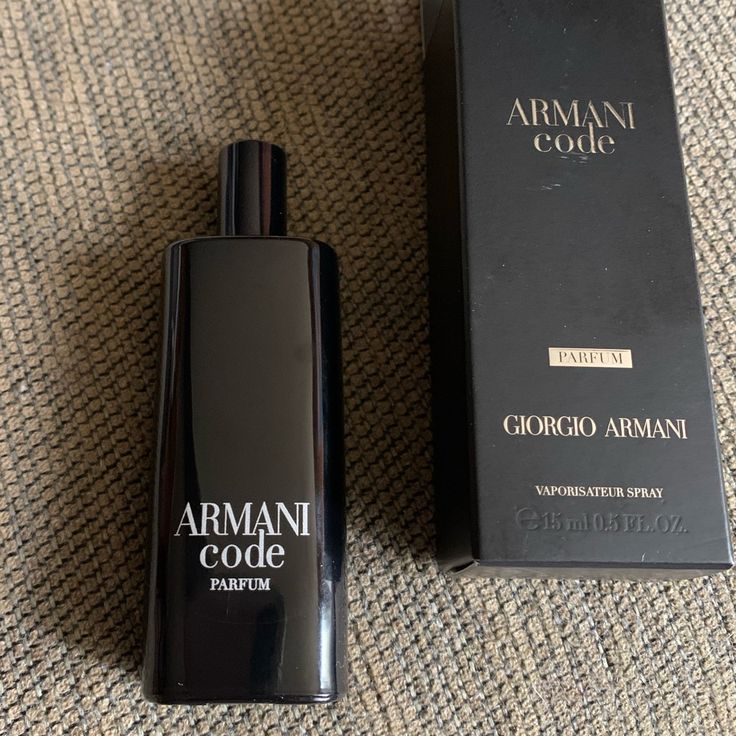 ARMANI
code
PARFUM
ARMANI
code
PARFUM
GIORGIO ARMANI
VAPORISATEUR SPRAY
℮15 ml 0.5 FL.OZ.